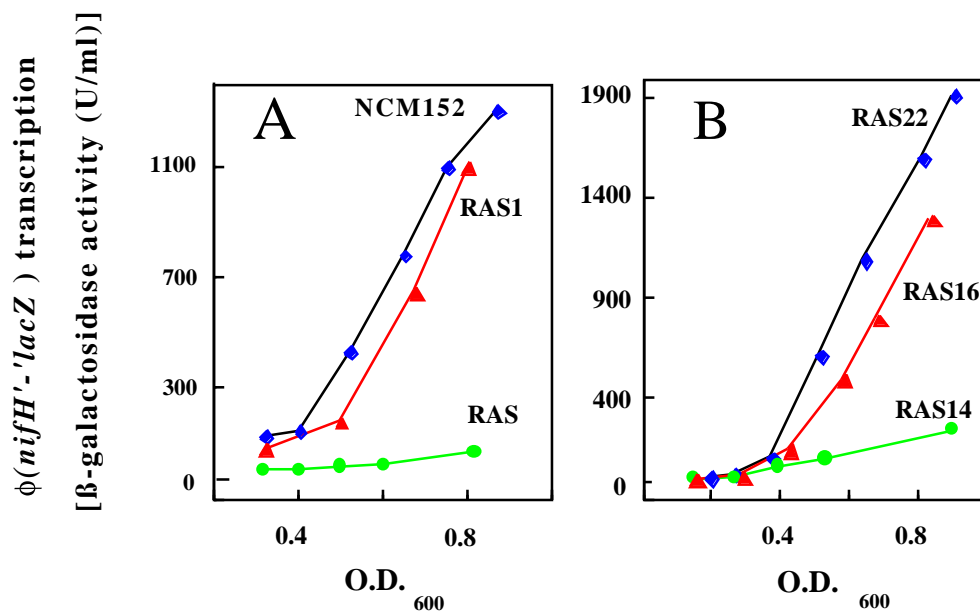 ϕ(nifH'-'lacZ ) transcription
[ß-galactosidase activity (U/ml)]
A
NCM152
RAS1
RAS
1100
700
300
0
0.4
0.8
O.D. 600
B
RAS22
RAS16
RAS14
1900
1400
900
400
0
0.4
0.8
O.D. 600